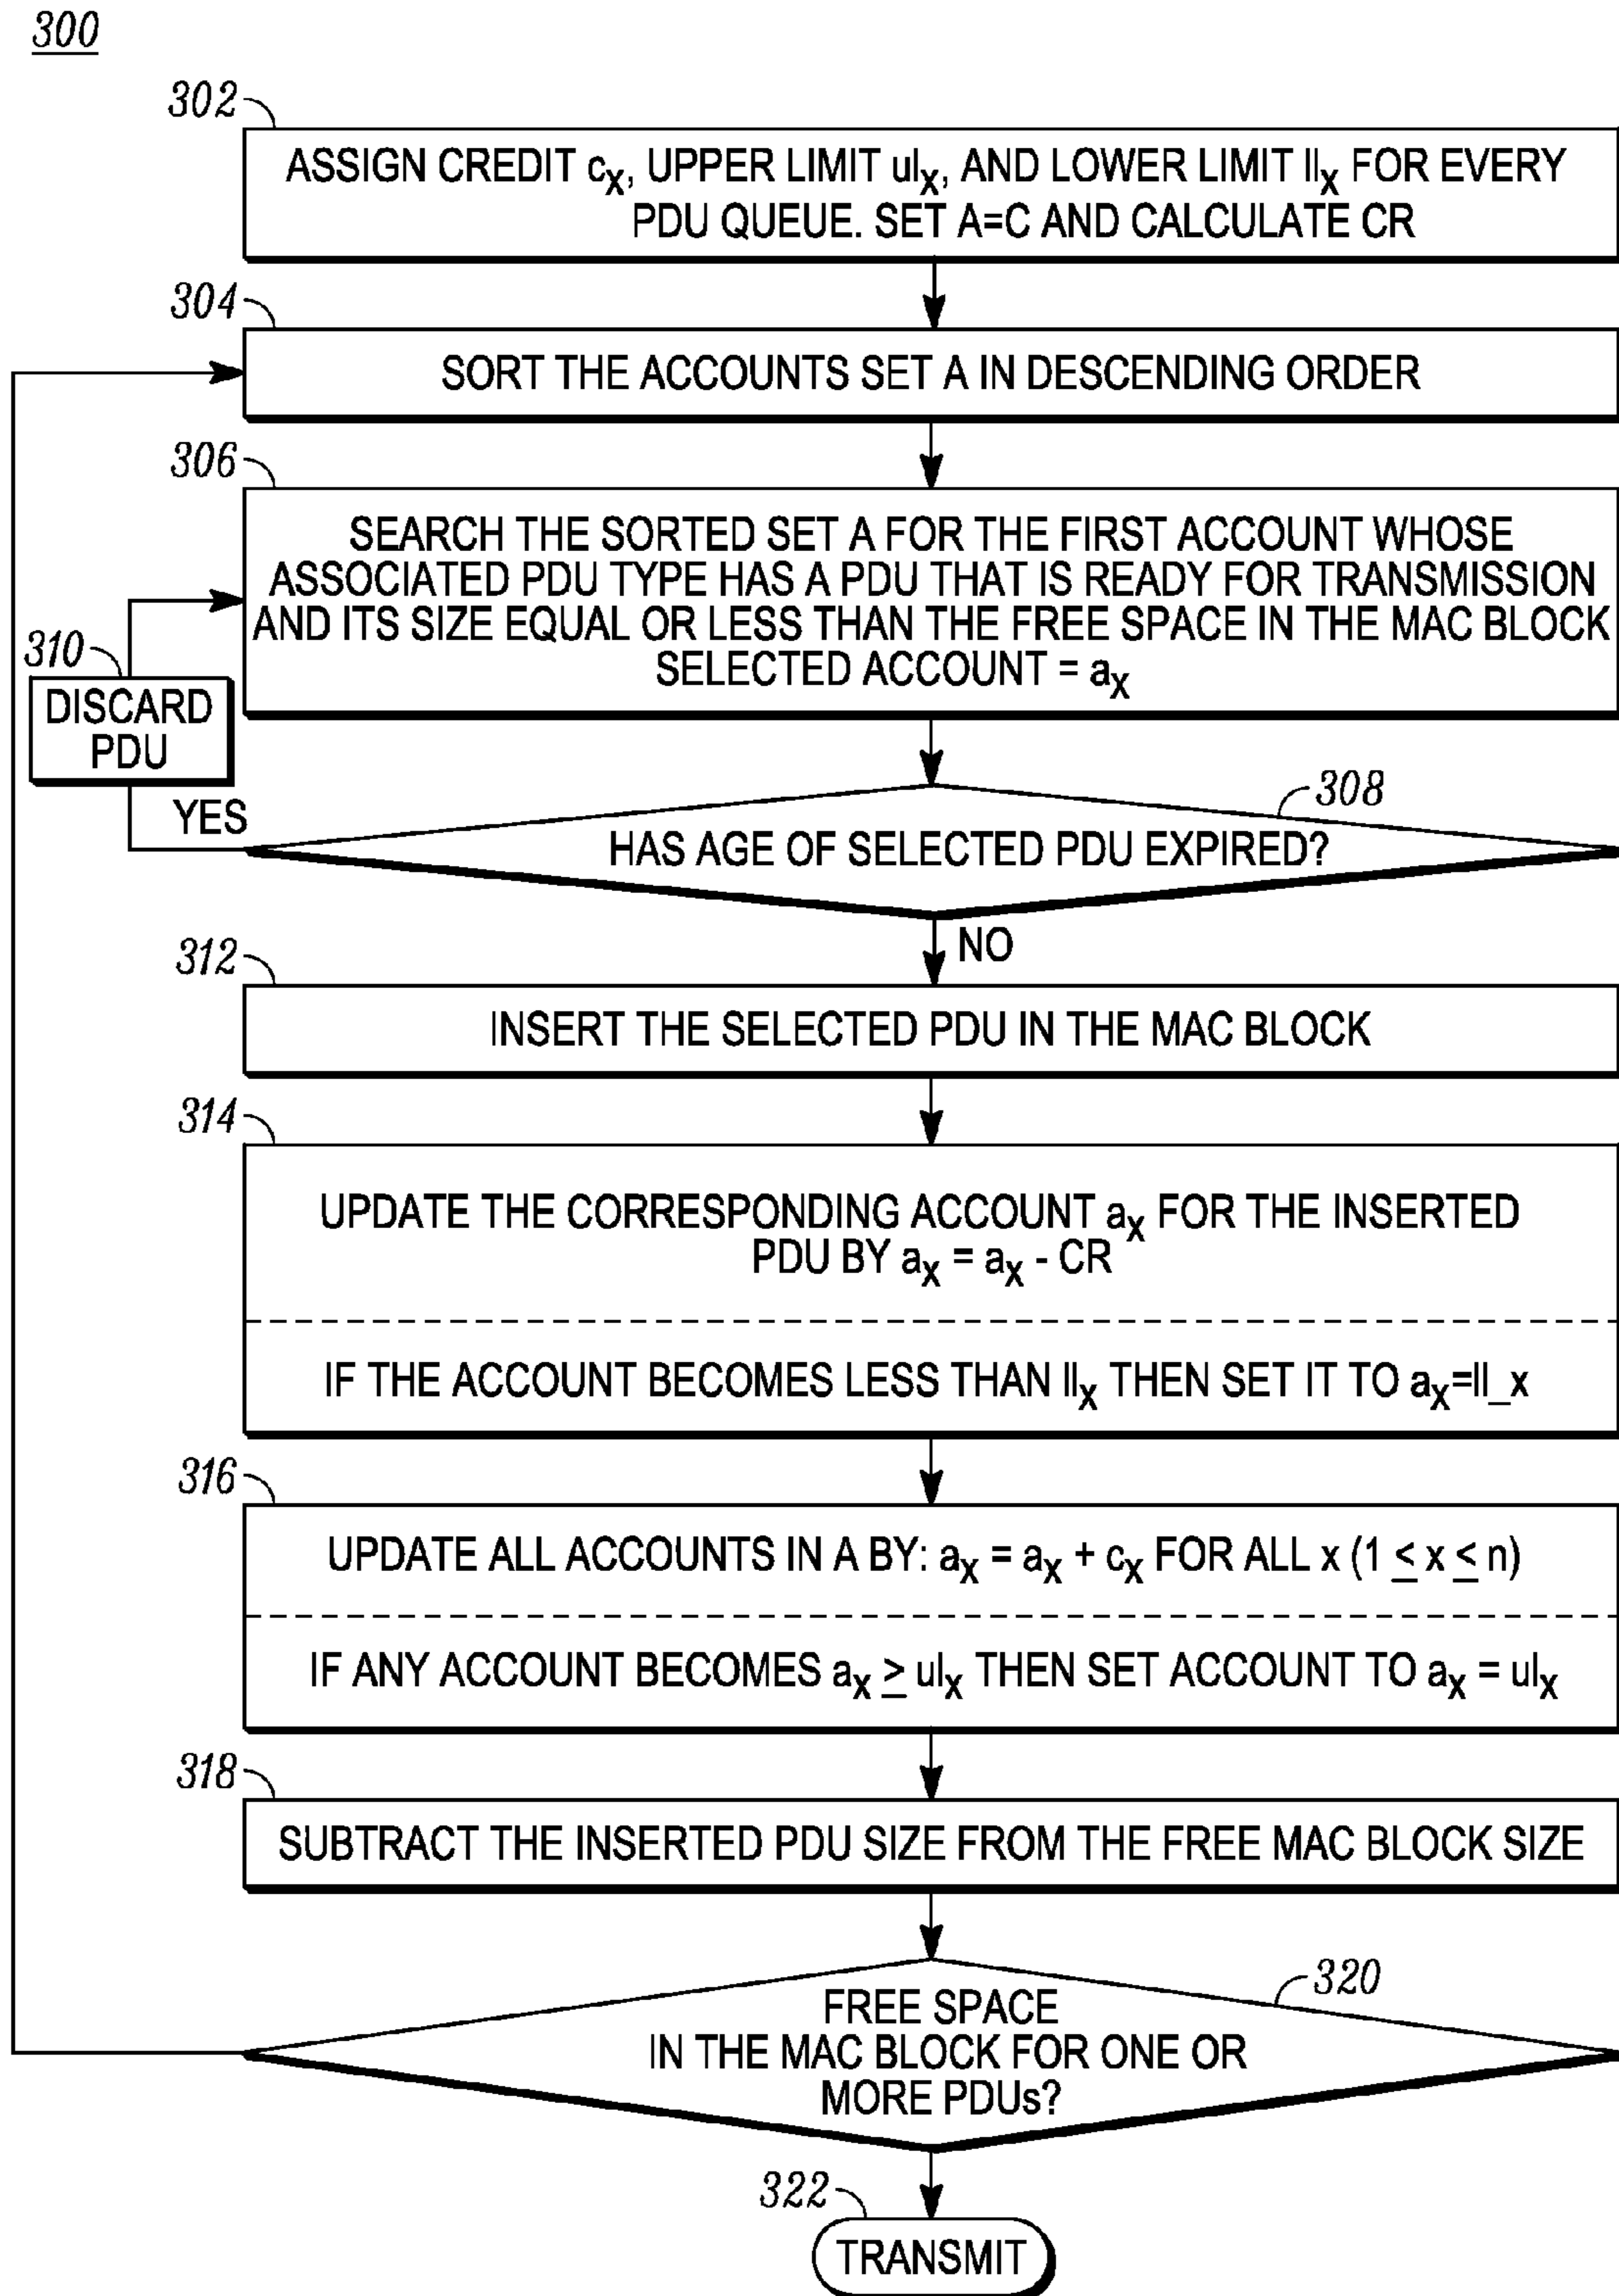 300
302
ASSIGN CREDIT cx, UPPER LIMIT ulx, AND LOWER LIMIT llx FOR EVERY
PDU QUEUE. SET A=C AND CALCULATE CR
304
SORT THE ACCOUNTS SET A IN DESCENDING ORDER
306
SEARCH THE SORTED SET A FOR THE FIRST ACCOUNT WHOSE
ASSOCIATED PDU TYPE HAS A PDU THAT IS READY FOR TRANSMISSION
AND ITS SIZE EQUAL OR LESS THAN THE FREE SPACE IN THE MAC BLOCK
SELECTED ACCOUNT = ax
310
DISCARD
PDU
YES
308
HAS AGE OF SELECTED PDU EXPIRED?
NO
312
INSERT THE SELECTED PDU IN THE MAC BLOCK
314
UPDATE THE CORRESPONDING ACCOUNT ax FOR THE INSERTED
PDU BY ax = ax - CR
IF THE ACCOUNT BECOMES LESS THAN llx THEN SET IT TO ax=ll_x
316
UPDATE ALL ACCOUNTS IN A BY: ax = ax + cx FOR ALL x (1 ≤ x ≤ n)
IF ANY ACCOUNT BECOMES ax ≥ ulx THEN SET ACCOUNT TO ax = ulx
318
SUBTRACT THE INSERTED PDU SIZE FROM THE FREE MAC BLOCK SIZE
320
FREE SPACE
IN THE MAC BLOCK FOR ONE OR
MORE PDUs?
322
TRANSMIT